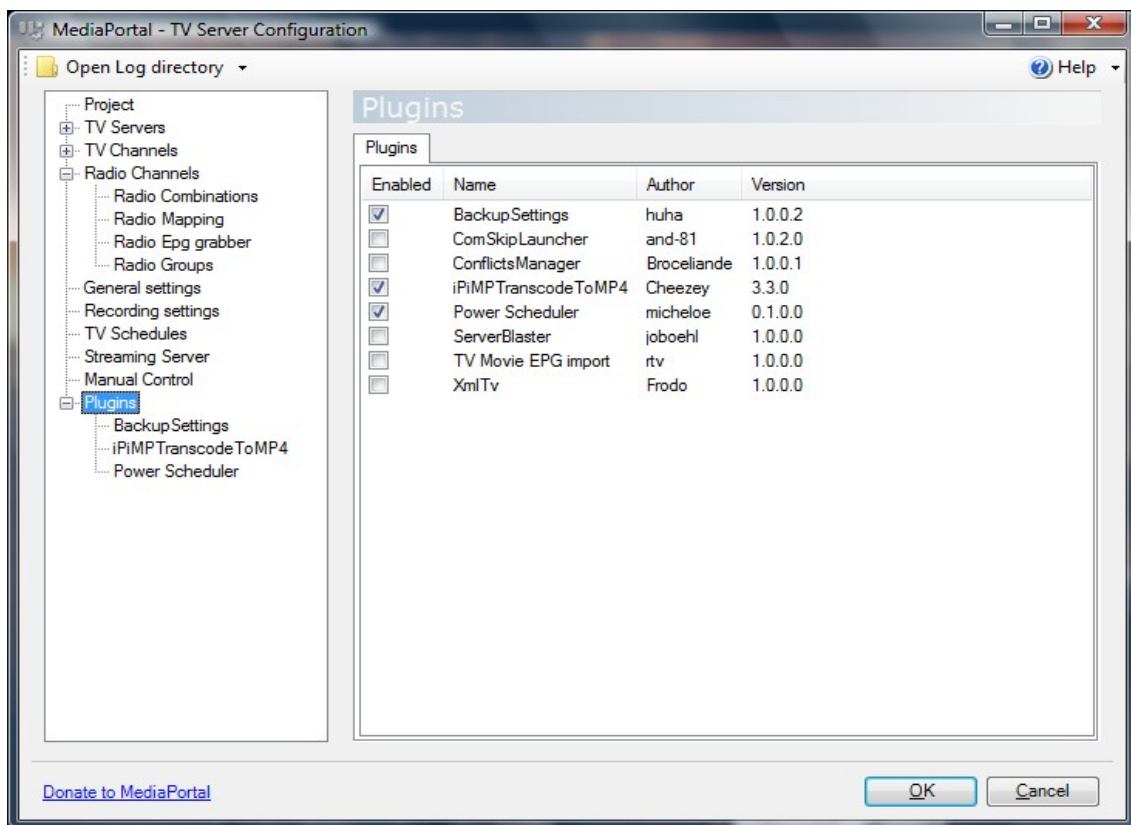 MediaPortal - TV Server Configuration
Open Log directory
Help
Project
TV Servers
TV Channels
Radio Channels
Radio Combinations
Radio Mapping
Radio Epg grabber
Radio Groups
General settings
Recording settings
TV Schedules
Streaming Server
Manual Control
Plugins
BackupSettings
iPiMPTranscodeToMP4
Power Scheduler
Plugins
Plugins
Enabled Name Author Version
BackupSettings huha 1.0.0.2
ComSkipLauncher and-81 1.0.2.0
ConflictsManager Broceliande 1.0.0.1
iPiMPTranscodeToMP4 Cheezey 3.3.0
Power Scheduler micheloe 0.1.0.0
ServerBlaster joboehl 1.0.0.0
TV Movie EPG import rtv 1.0.0.0
XmlTv Frodo 1.0.0.0
Donate to MediaPortal
OK Cancel